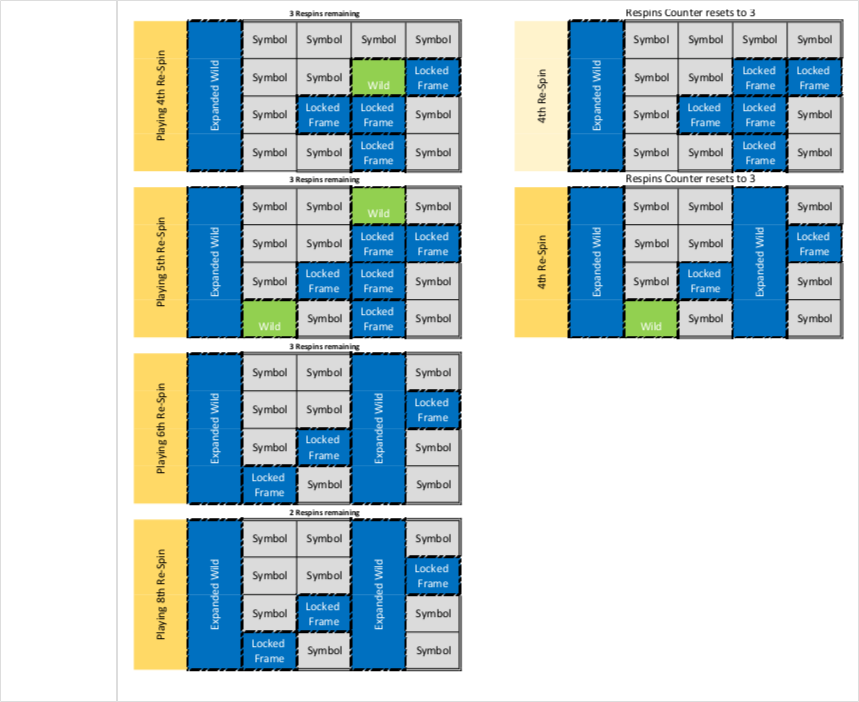 3 Respins remaining
Playing 4th Re-Spin
Expanded Wild
Symbol Symbol Symbol Symbol
Symbol Symbol Wild Locked Frame
Symbol Locked Frame Locked Frame Symbol
Symbol Symbol Locked Frame Symbol
Respins Counter resets to 3
4th Re-Spin
Expanded Wild
Symbol Symbol Symbol Symbol
Symbol Symbol Locked Frame Locked Frame
Symbol Locked Frame Locked Frame Symbol
Symbol Symbol Locked Frame Symbol
3 Respins remaining
Playing 5th Re-Spin
Expanded Wild
Symbol Symbol Wild Symbol
Symbol Symbol Locked Frame Locked Frame
Symbol Locked Frame Locked Frame Symbol
Wild Symbol Locked Frame Symbol
Respins Counter resets to 3
4th Re-Spin
Expanded Wild
Symbol Symbol Expanded Wild Symbol
Symbol Symbol Locked Frame
Symbol Locked Frame Symbol
Wild Symbol Symbol
3 Respins remaining
Playing 6th Re-Spin
Expanded Wild
Symbol Symbol Expanded Wild Symbol
Symbol Symbol Locked Frame
Symbol Locked Frame Symbol
Locked Frame Symbol Symbol
2 Respins remaining
Playing 8th Re-Spin
Expanded Wild
Symbol Symbol Expanded Wild Symbol
Symbol Symbol Locked Frame
Symbol Locked Frame Symbol
Locked Frame Symbol Symbol